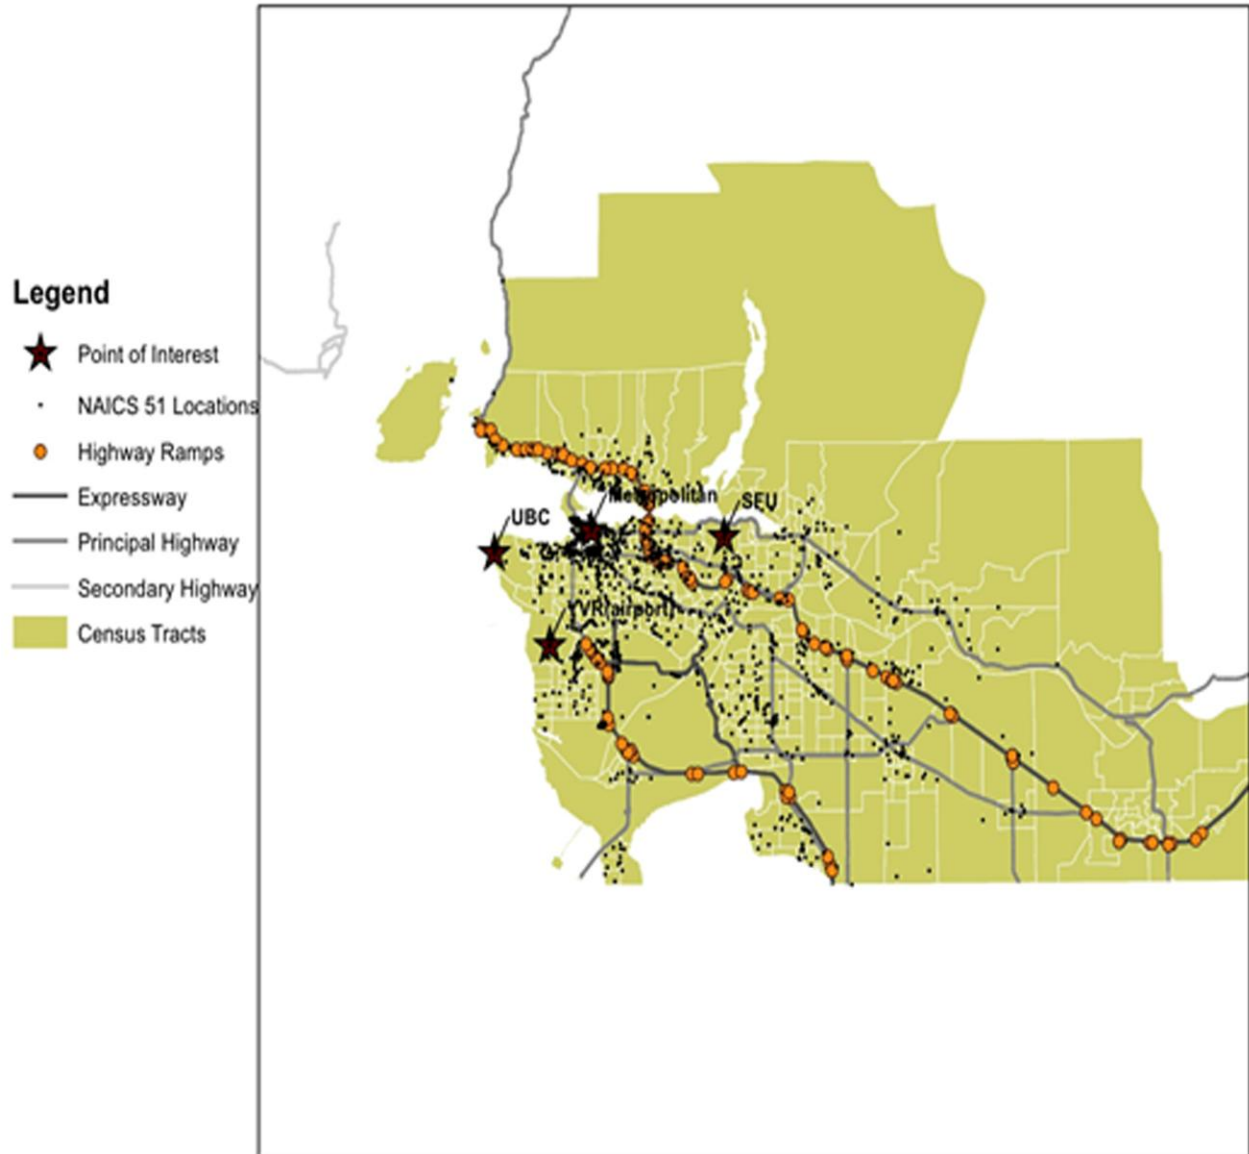 Legend
Point of Interest
NAICS 51 Locations
Highway Ramps
Expressway
Principal Highway
Secondary Highway
Census Tracts
Metropolitan
SFU
UBC
YVR(airport)